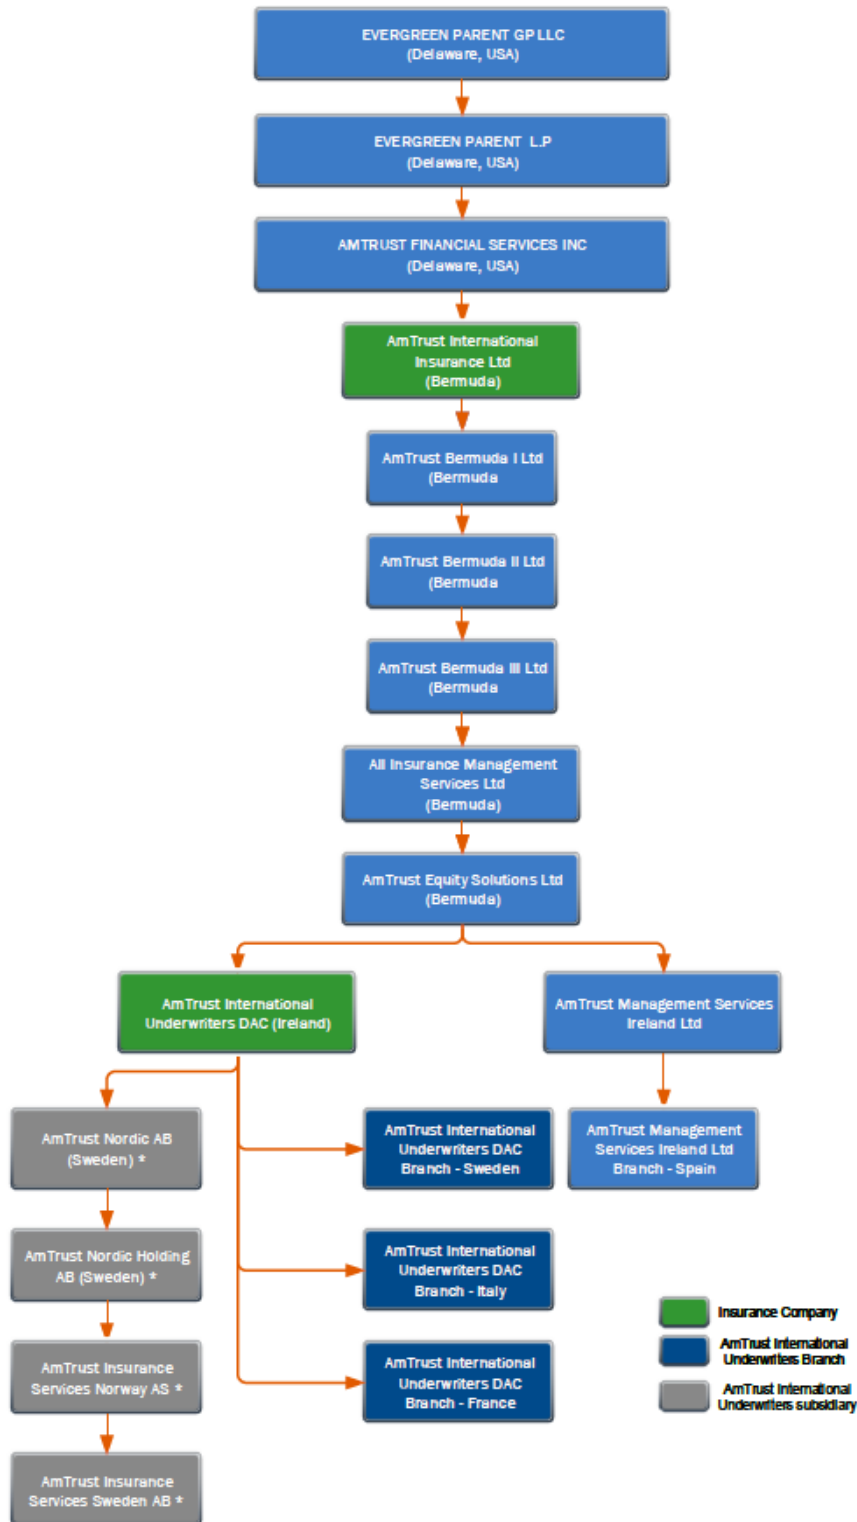 EVERGREEN PARENT GP LLC
(Delaware, USA)
EVERGREEN PARENT L.P
(Delaware, USA)
AMTRUST FINANCIAL SERVICES INC
(Delaware, USA)
AmTrust International
Insurance Ltd
(Bermuda)
AmTrust Bermuda I Ltd
(Bermuda
AmTrust Bermuda II Ltd
(Bermuda
AmTrust Bermuda III Ltd
(Bermuda
AII Insurance Management
Services Ltd
(Bermuda)
AmTrust Equity Solutions Ltd
(Bermuda)
AmTrust International
Underwriters DAC (Ireland)
AmTrust Management Services
Ireland Ltd
AmTrust Nordic AB
(Sweden) *
AmTrust International
Underwriters DAC
Branch - Sweden
AmTrust Management
Services Ireland Ltd
Branch - Spain
AmTrust Nordic Holding
AB (Sweden) *
AmTrust International
Underwriters DAC
Branch - Italy
AmTrust Insurance
Services Norway AS *
AmTrust International
Underwriters DAC
Branch - France
AmTrust Insurance
Services Sweden AB *
Insurance Company
AmTrust International
Underwriters Branch
AmTrust International
Underwriters subsidiary